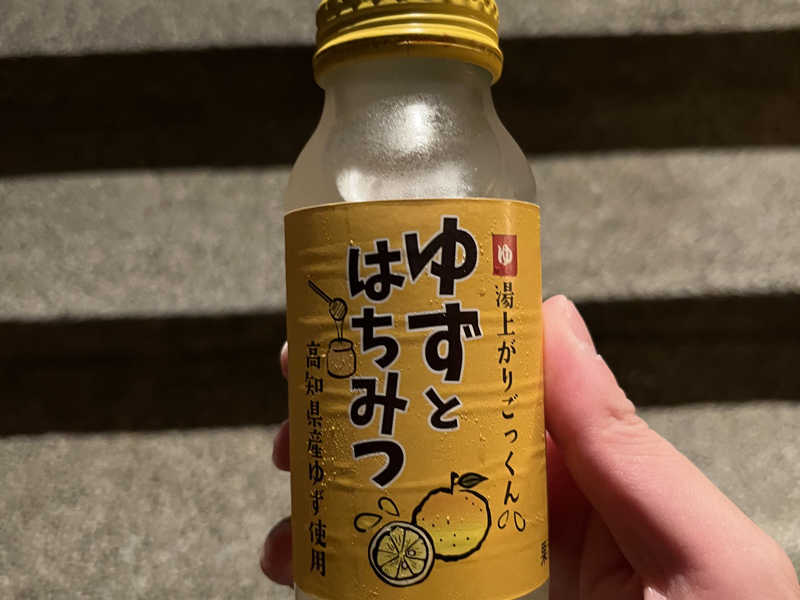 ゆ
湯上がりごっくん
ゆずと
はちみつ
高知県産ゆず使用
果